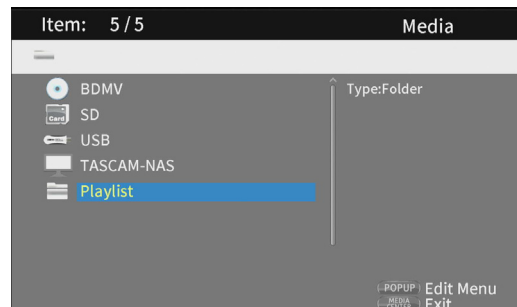 Item: 5/5 Media
BDMV
Type:Folder
Card SD
USB
TASCAM-NAS
Playlist
POPUP Edit Menu
MEDIA CENTER Exit